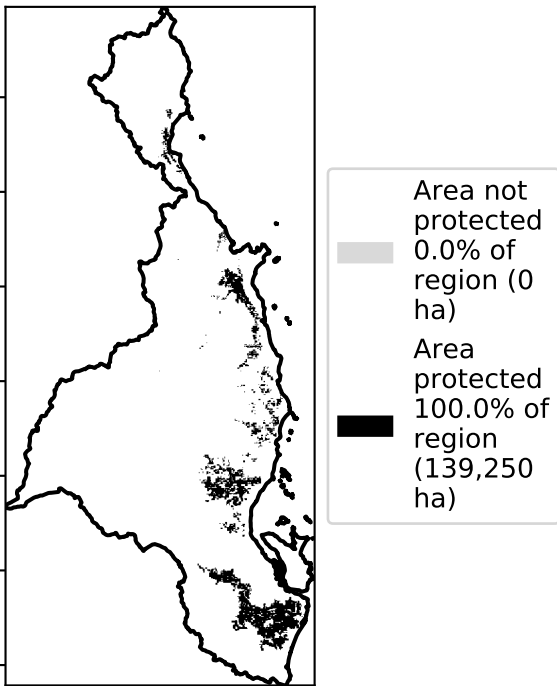 Area not
protected
0.0% of
region (0
ha)
Area
protected
100.0% of
region
(139,250
ha)